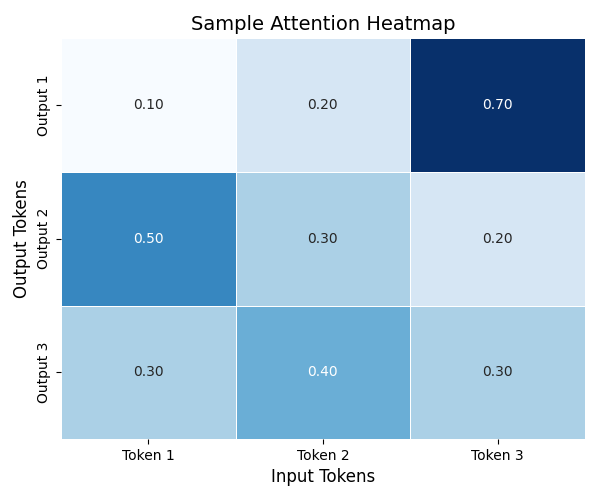 Sample Attention Heatmap
Output Tokens
Output 1
0.10 0.20 0.70
Output 2
0.50 0.30 0.20
Output 3
0.30 0.40 0.30
Token 1 Token 2 Token 3
Input Tokens